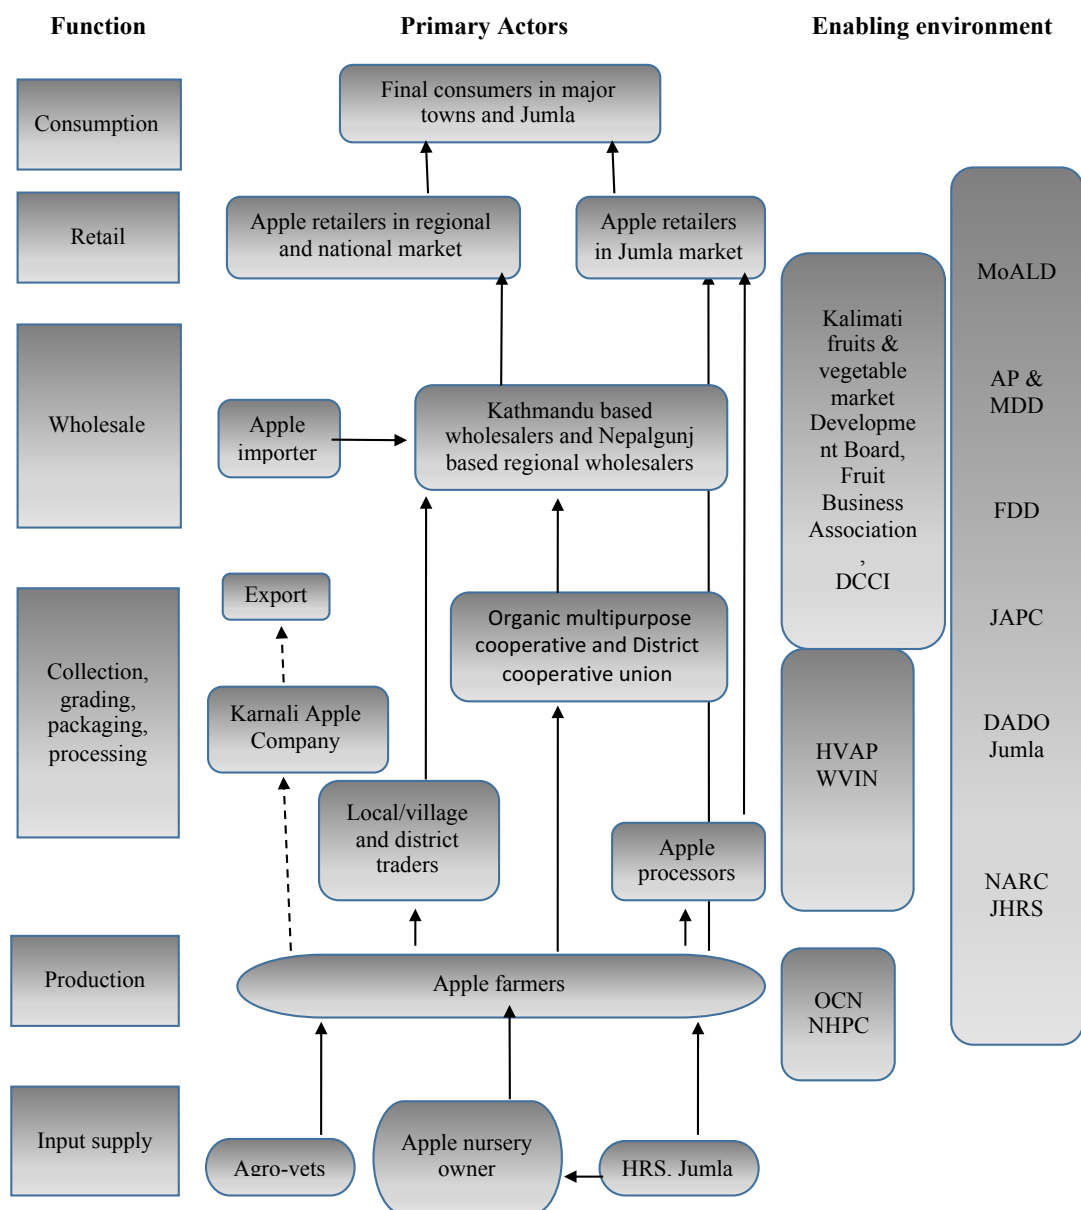 Function
Primary Actors
Enabling environment
Consumption
Final consumers in major
towns and Jumla
Retail
Apple retailers in regional
and national market
Apple retailers
in Jumla market
Wholesale
Apple
importer
Kathmandu based
wholesalers and Nepalgunj
based regional wholesalers
Collection,
grading,
packaging,
processing
Export
Organic multipurpose
cooperative and District
cooperative union
Karnali Apple
Company
Local/village
and district
traders
Apple
processors
Production
Apple farmers
Input supply
Agro-vets
Apple nursery
owner
HRS, Jumla
Kalimati
fruits &
vegetable
market
Developme
nt Board,
Fruit
Business
Association
,
DCCI
HVAP
WVIN
OCN
NHPC
MoALD
AP &
MDD
FDD
JAPC
DADO
Jumla
NARC
JHRS